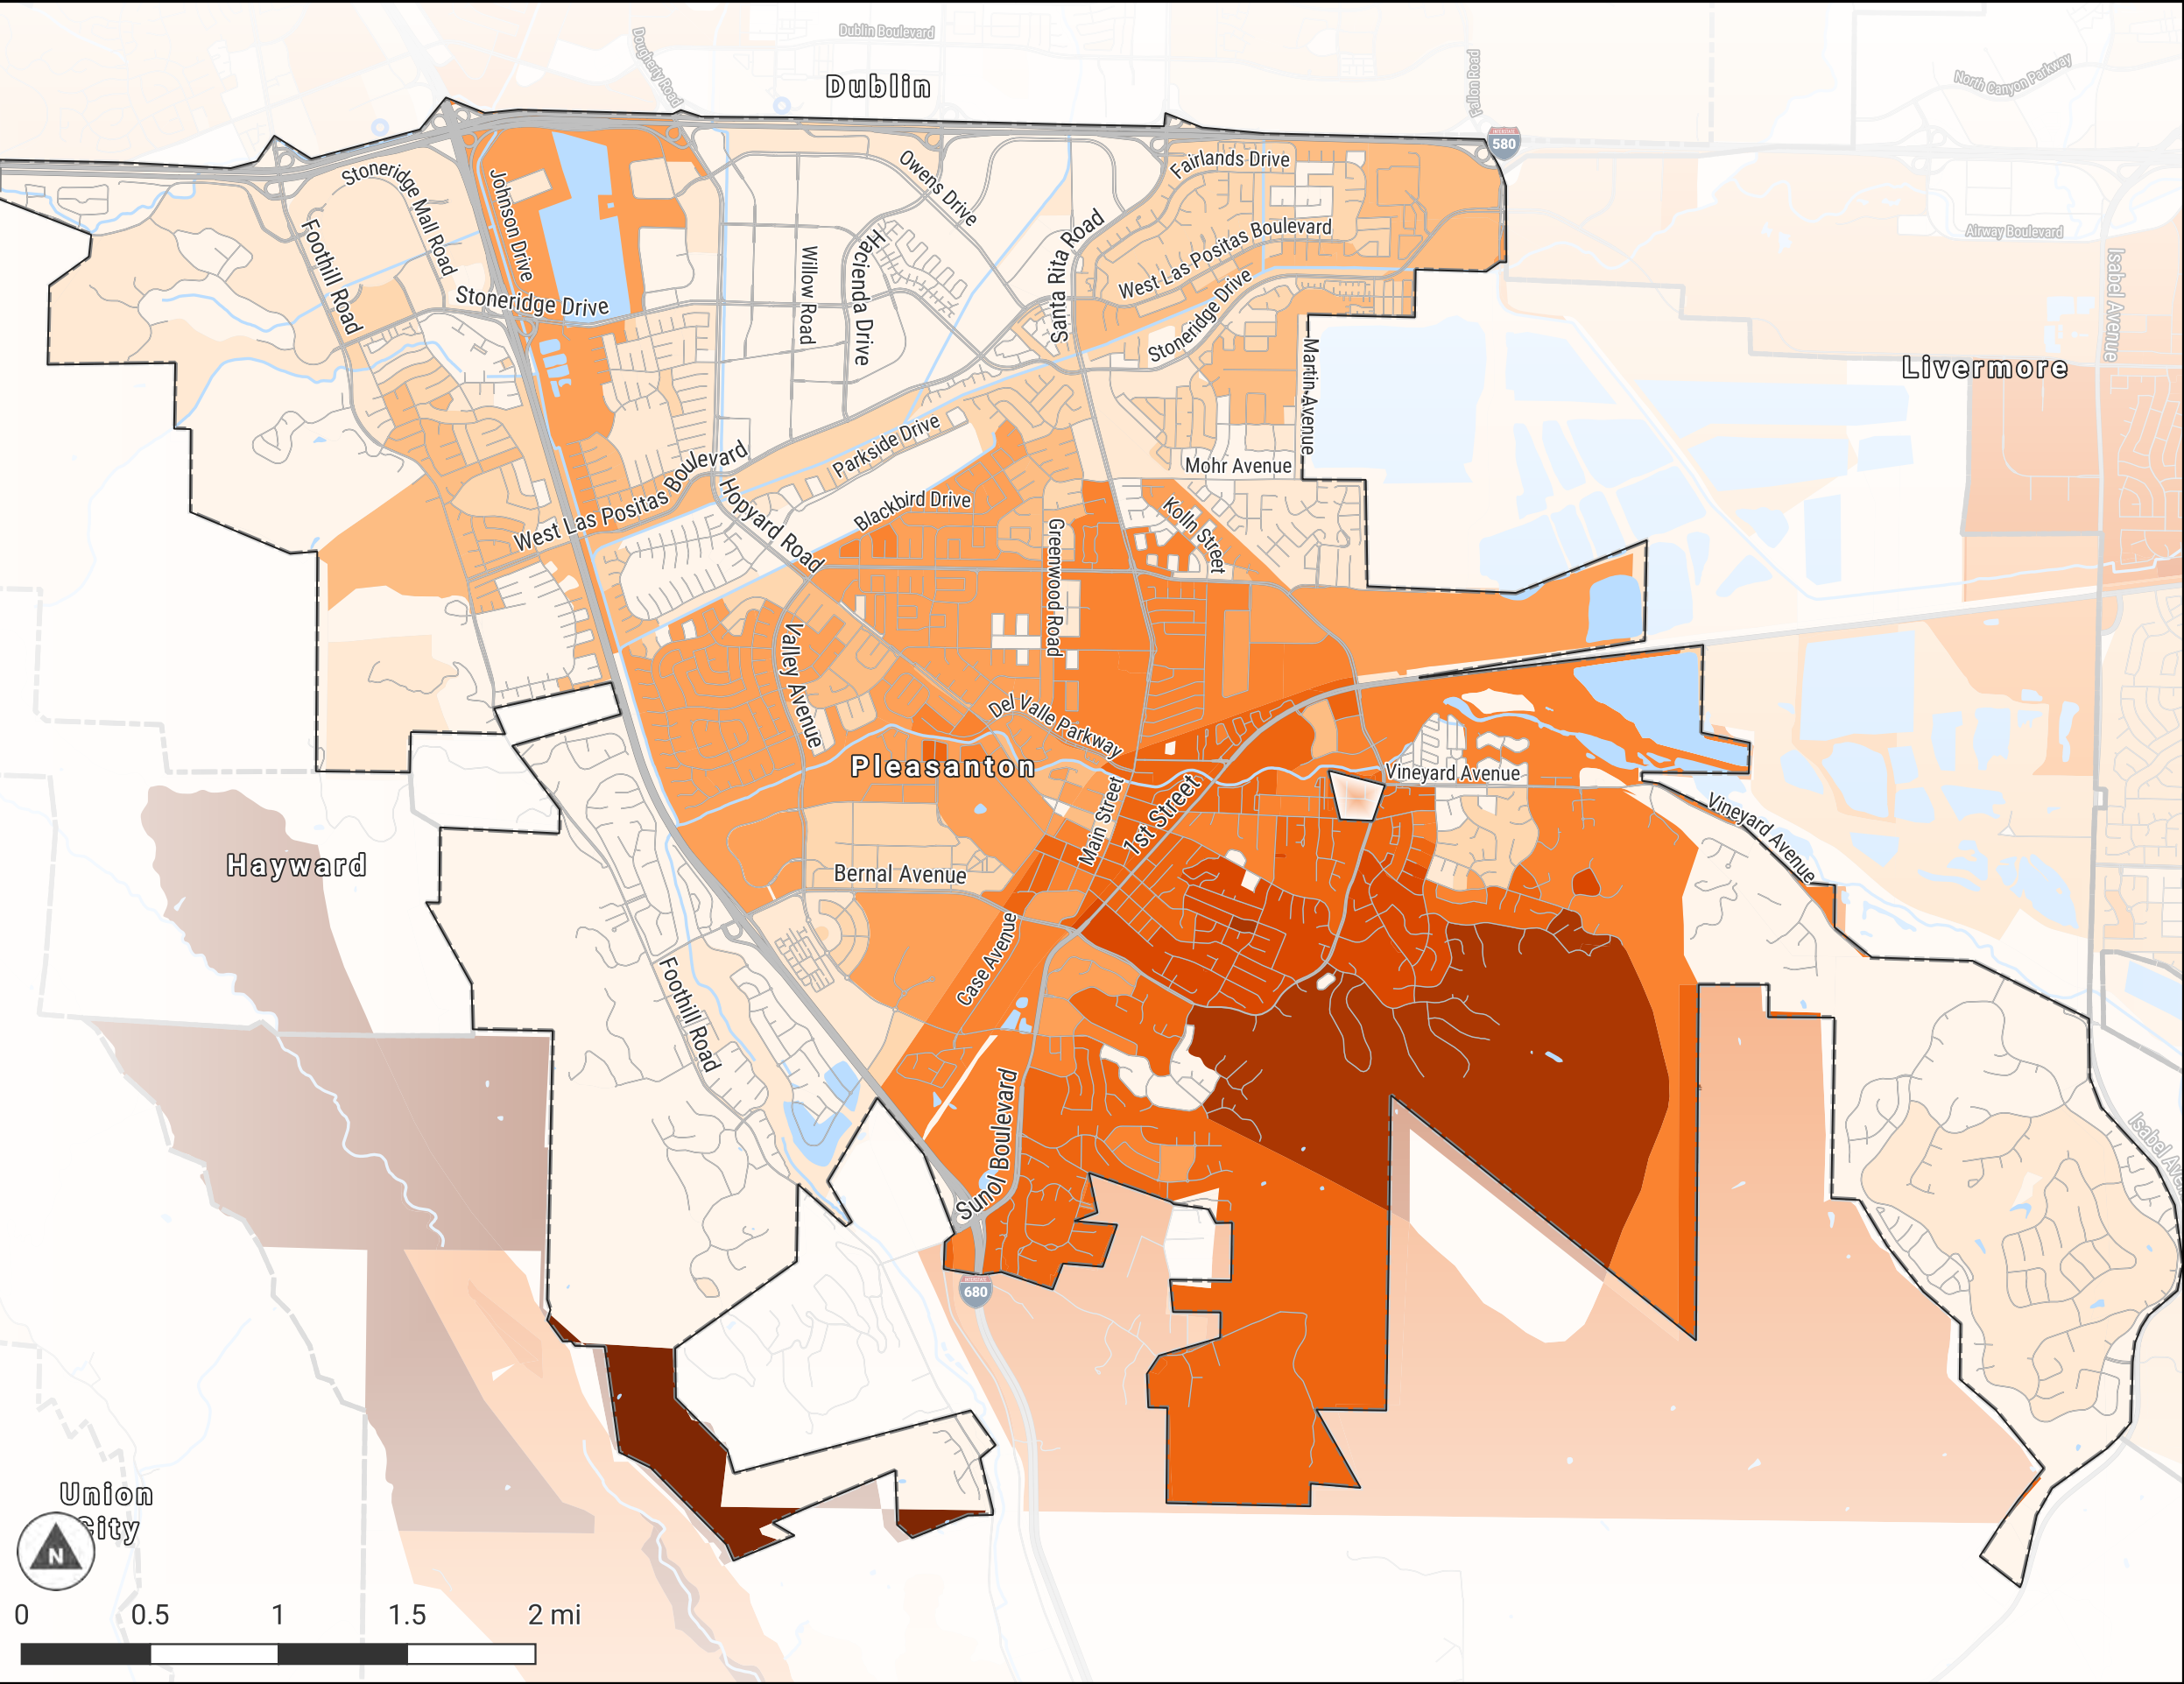 Dublin Boulevard
Dougherty Road
Dublin
Fallon Road
North Canyon Parkway
INTERSTATE
580
Stoneridge Mall Road
Johnson Drive
Owens Drive
Fairlands Drive
Foothill Road
Stoneridge Drive
Willow Road
Hacienda Drive
Santa Rita Road
West Las Positas Boulevard
Stoneridge Drive
Martin Avenue
Airway Boulevard
Isabel Avenue
Livermore
Parkside Drive
Mohr Avenue
West Las Positas Boulevard
Hopyard Road
Blackbird Drive
Greenwood Road
Kolln Street
Valley Avenue
Del Valle Parkway
Pleasanton
Main Street
1st Street
Vineyard Avenue
Vineyard Avenue
Hayward
Bernal Avenue
Case Avenue
Foothill Road
Sunol Boulevard
680
Isabel Ave
Union
City
N
0 0.5 1 1.5 2 mi